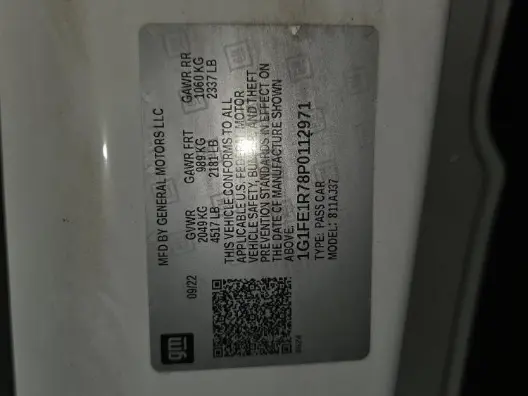 MFD BY GENERAL MOTORS LLC
09/22
GVWR GAWR FRT GAWR RR
2049 KG 989 KG 1060 KG
4517 LB 2181 LB 2337 LB
THIS VEHICLE CONFORMS TO ALL
APPLICABLE U.S. FEDERAL MOTOR
VEHICLE SAFETY, BUMPER, AND THEFT
PREVENTION STANDARDS IN EFFECT ON
THE DATE OF MANUFACTURE SHOWN
ABOVE.
1G1FE1R78P0112971
TYPE: PASS CAR
MODEL: 811AJ37
gm